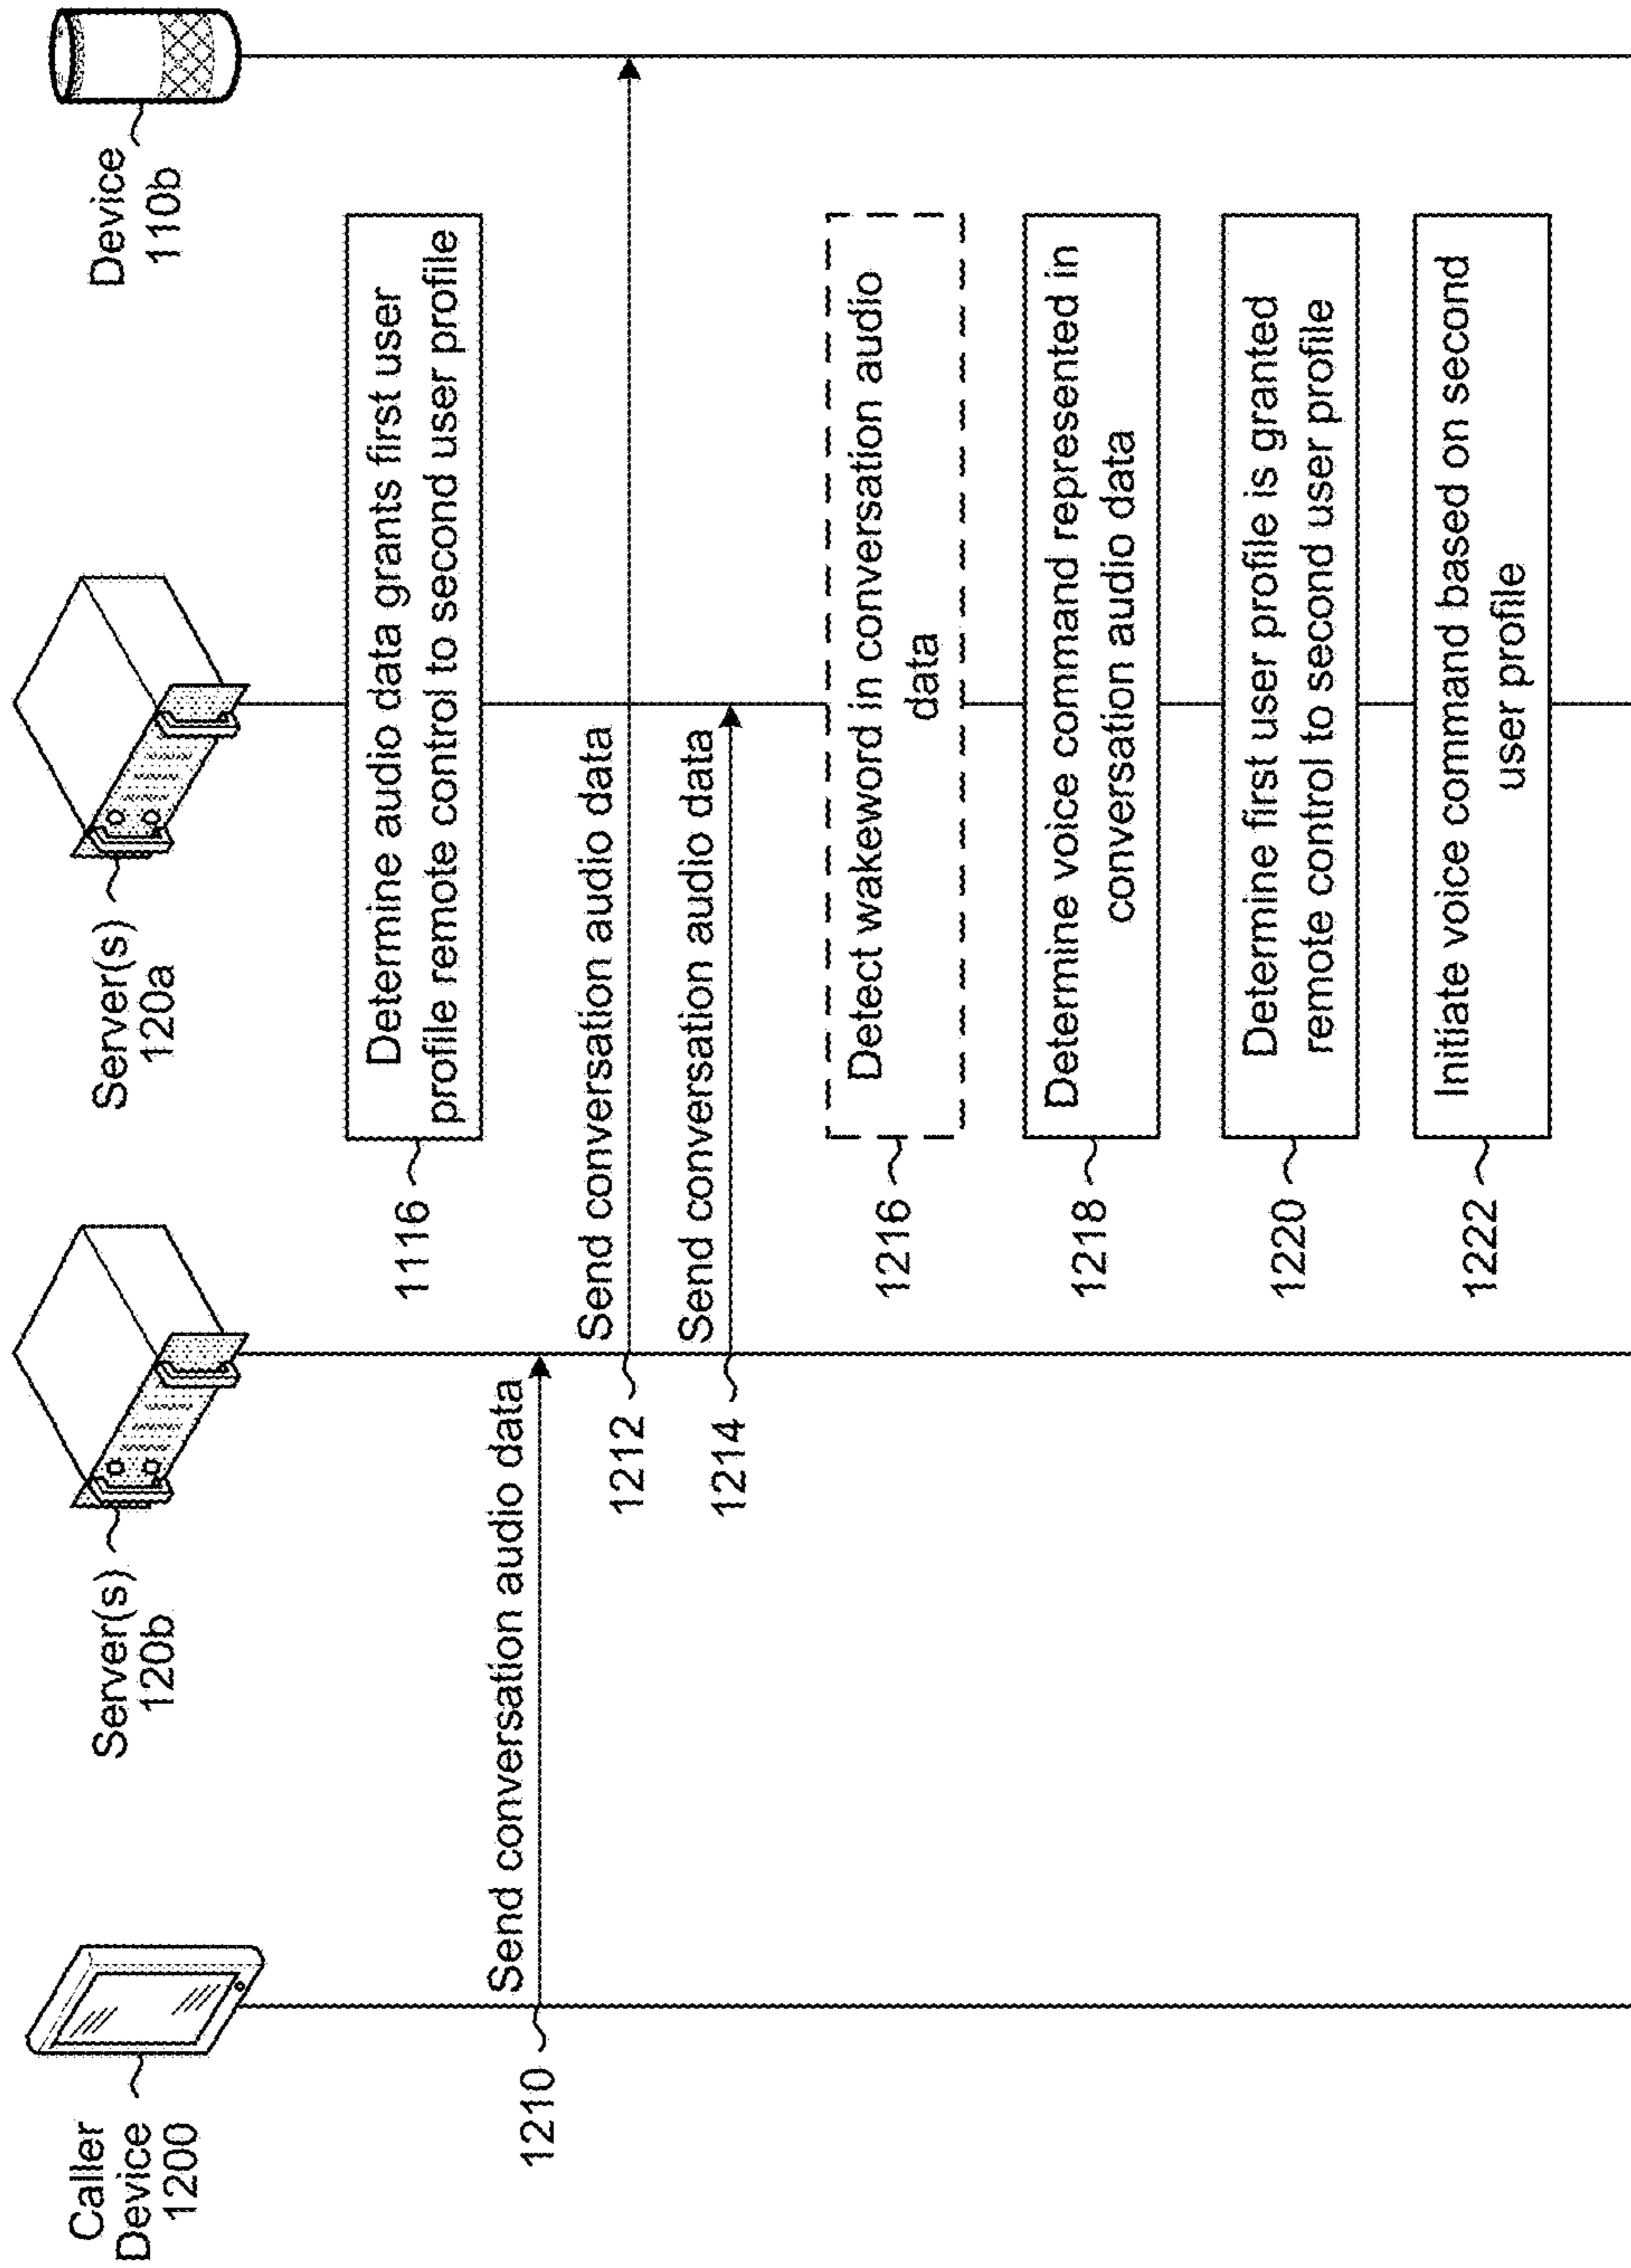 Caller
Device
1200
Server(s)
120b
Server(s)
120a
Device
110b
1116
Determine audio data grants first user
profile remote control to second user profile
Send conversation audio data
1210
Send conversation audio data
1212
Send conversation audio data
1214
1216
Detect wakeword in conversation audio
data
1218
Determine voice command represented in
conversation audio data
1220
Determine first user profile is granted
remote control to second user profile
1222
Initiate voice command based on second
user profile